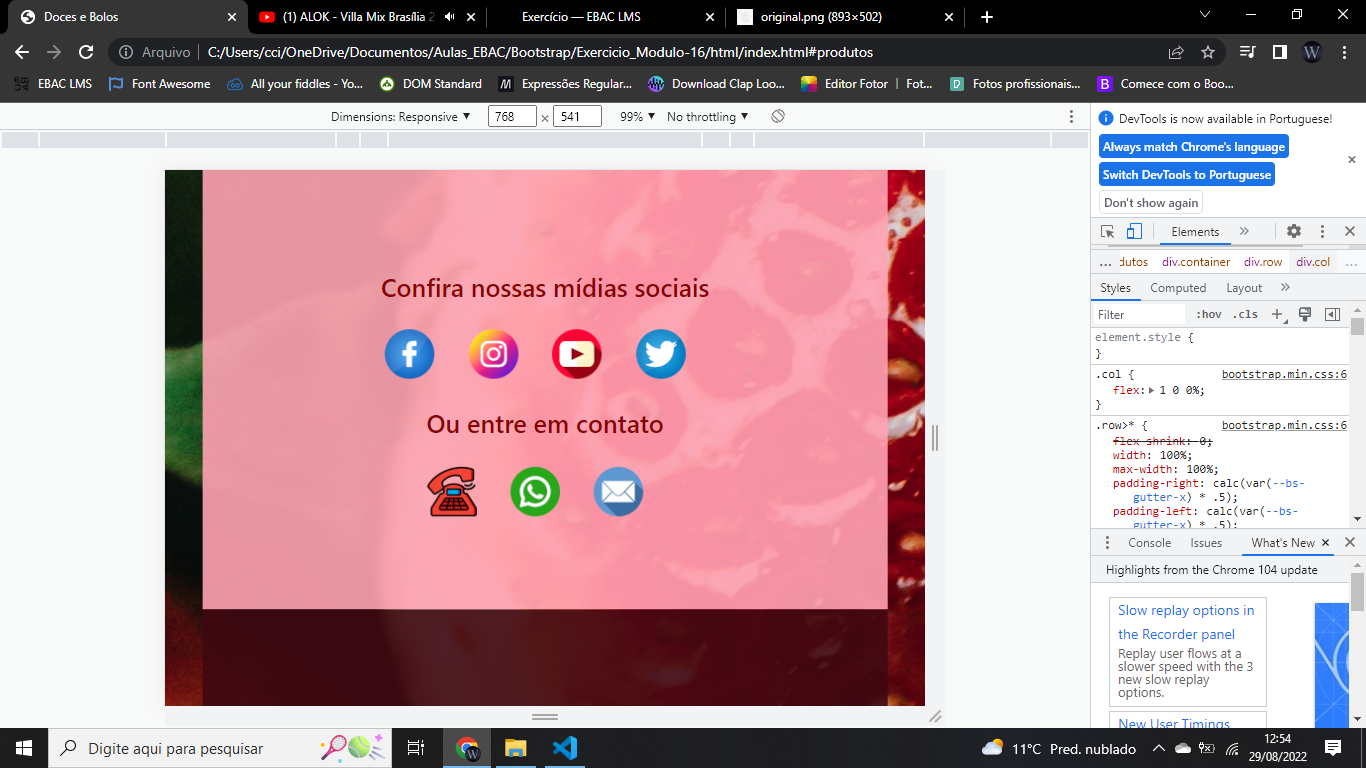 Doces e Bolos
(1) ALOK - Villa Mix Brasília 2
Exercício — EBAC LMS
original.png (893×502)
Arquivo
C:/Users/cci/OneDrive/Documentos/Aulas_EBAC/Bootstrap/Exercicio_Modulo-16/html/index.html#produtos
W
EBAC LMS
Font Awesome
All your fiddles - Yo...
DOM Standard
Expressões Regular...
Download Clap Loo...
Editor Fotor | Fot...
Fotos profissionais...
Comece com o Boo...
Dimensions: Responsive
768
×
541
99%
No throttling
DevTools is now available in Portuguese!
Always match Chrome's language
Switch DevTools to Portuguese
Don't show again
Elements
...
dutos
div.container
div.row
div.col
...
Styles
Computed
Layout
Filter
:hov
.cls
element.style {
}
.col {
bootstrap.min.css:6
flex: 1 0 0%;
}
.row>* {
bootstrap.min.css:6
flex-shrink: 0;
width: 100%;
max-width: 100%;
padding-right: calc(var(--bs-
gutter-x) * .5);
padding-left: calc(var(--bs-
gutter-x) * .5);
Confira nossas mídias sociais
Ou entre em contato
Console
Issues
What's New
Highlights from the Chrome 104 update
Slow replay options in
the Recorder panel
Replay user flows at a
slower speed with the 3
new slow replay
options.
New User Timings
Digite aqui para pesquisar
11°C Pred. nublado
12:54
29/08/2022